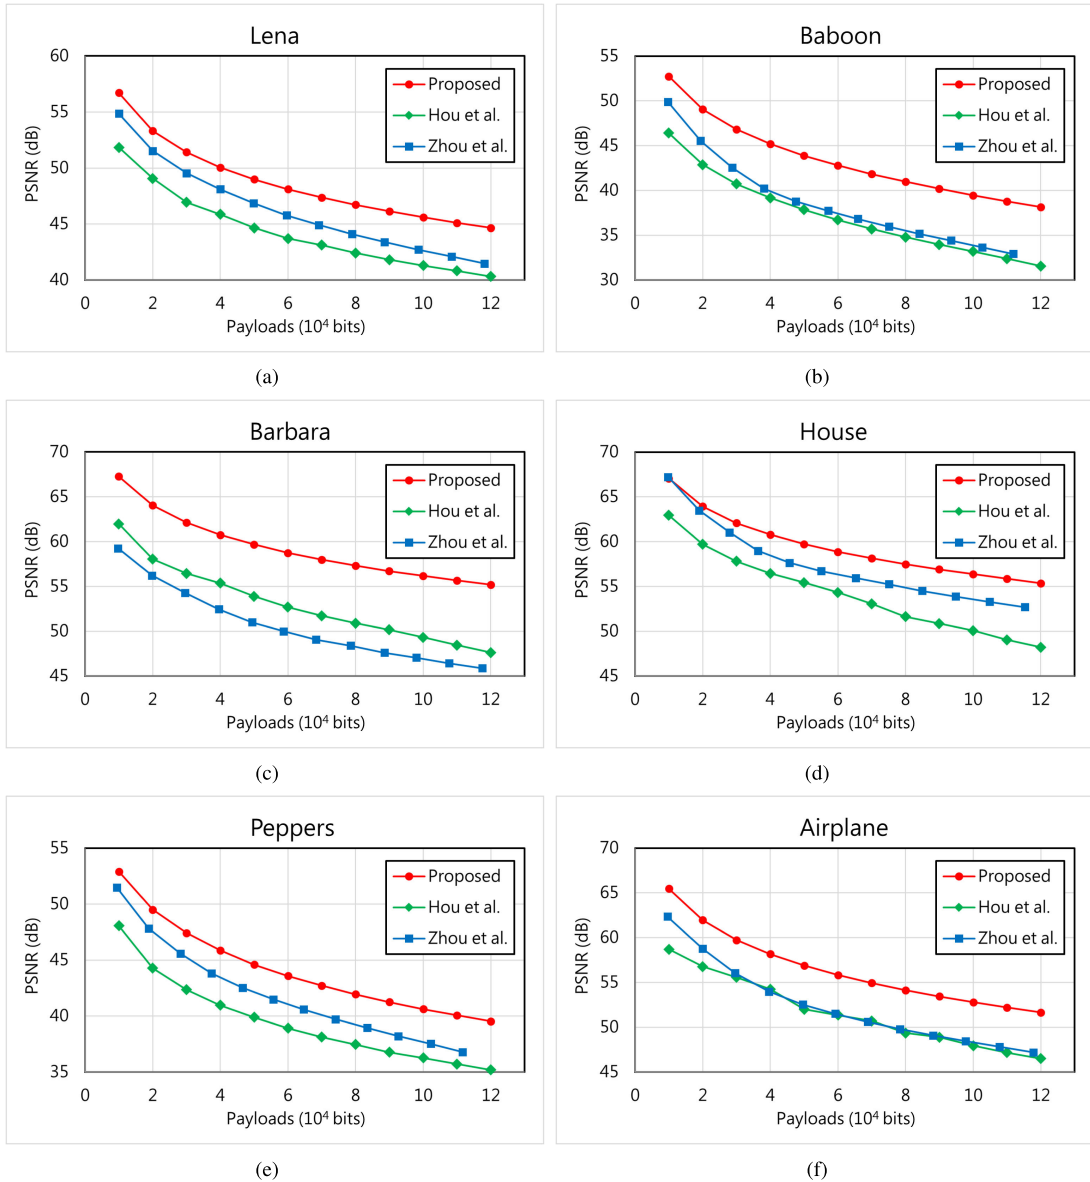 Lena
60
55
50
45
40
PSNR (dB)
0 2 4 6 8 10 12
Payloads (10⁴ bits)
Proposed
Hou et al.
Zhou et al.
(a)
Baboon
55
50
45
40
35
30
PSNR (dB)
0 2 4 6 8 10 12
Payloads (10⁴ bits)
Proposed
Hou et al.
Zhou et al.
(b)
Barbara
70
65
60
55
50
45
PSNR (dB)
0 2 4 6 8 10 12
Payloads (10⁴ bits)
Proposed
Hou et al.
Zhou et al.
(c)
House
70
65
60
55
50
45
PSNR (dB)
0 2 4 6 8 10 12
Payloads (10⁴ bits)
Proposed
Hou et al.
Zhou et al.
(d)
Peppers
55
50
45
40
35
PSNR (dB)
0 2 4 6 8 10 12
Payloads (10⁴ bits)
Proposed
Hou et al.
Zhou et al.
(e)
Airplane
70
65
60
55
50
45
PSNR (dB)
0 2 4 6 8 10 12
Payloads (10⁴ bits)
Proposed
Hou et al.
Zhou et al.
(f)